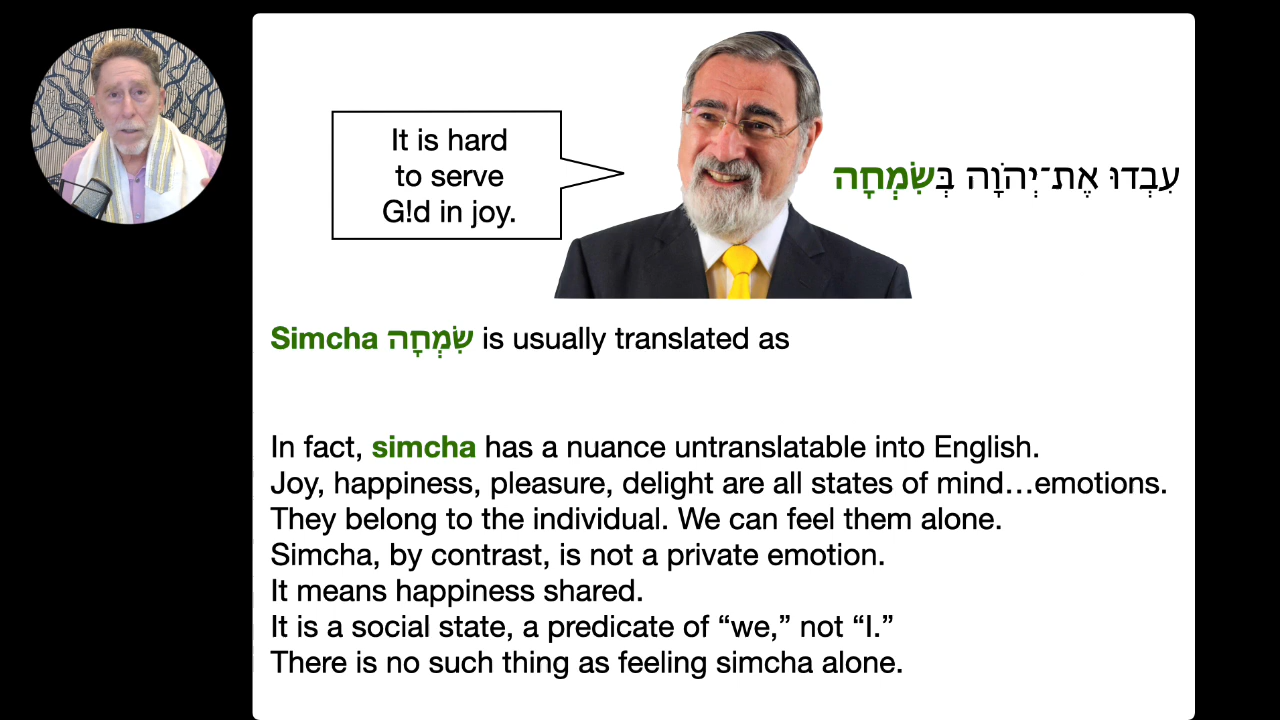 It is hard
to serve
G!d in joy.
עִבְדוּ אֶת־יְהֹוָה בְּשִׂמְחָה
Simcha שִׂמְחָה is usually translated as
In fact, simcha has a nuance untranslatable into English.
Joy, happiness, pleasure, delight are all states of mind…emotions.
They belong to the individual. We can feel them alone.
Simcha, by contrast, is not a private emotion.
It means happiness shared.
It is a social state, a predicate of “we,” not “I.”
There is no such thing as feeling simcha alone.